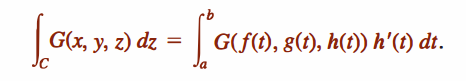 ∫_C G(x, y, z) dz = ∫_a^b G(f(t), g(t), h(t)) h′(t) dt.